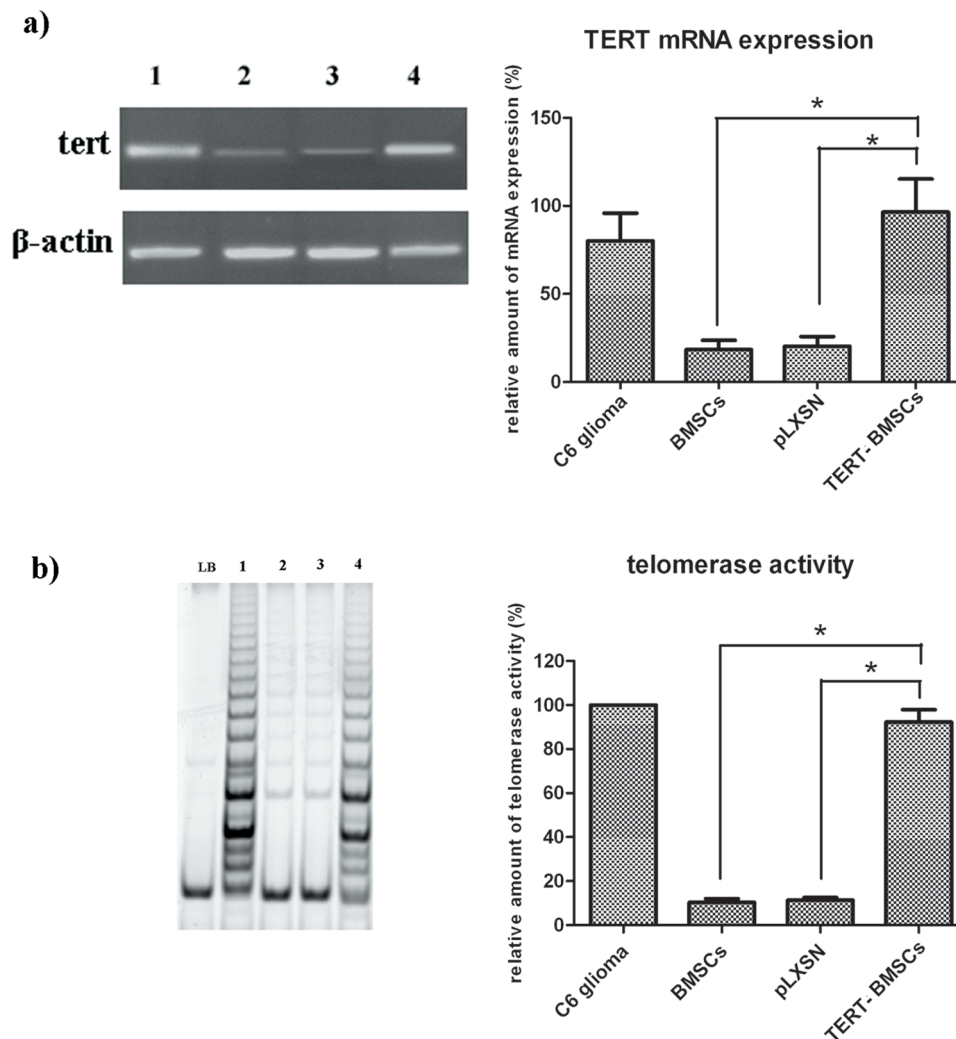 a)
1 2 3 4
tert
β-actin
TERT mRNA expression
relative amount of mRNA expression (%)
150
100
50
0
*
*
C6 glioma
BMSCs
pLXSN
TERT- BMSCs
b)
LB 1 2 3 4
telomerase activity
relative amount of telomerase activity (%)
120
100
80
60
40
20
0
*
*
C6 glioma
BMSCs
pLXSN
TERT- BMSCs